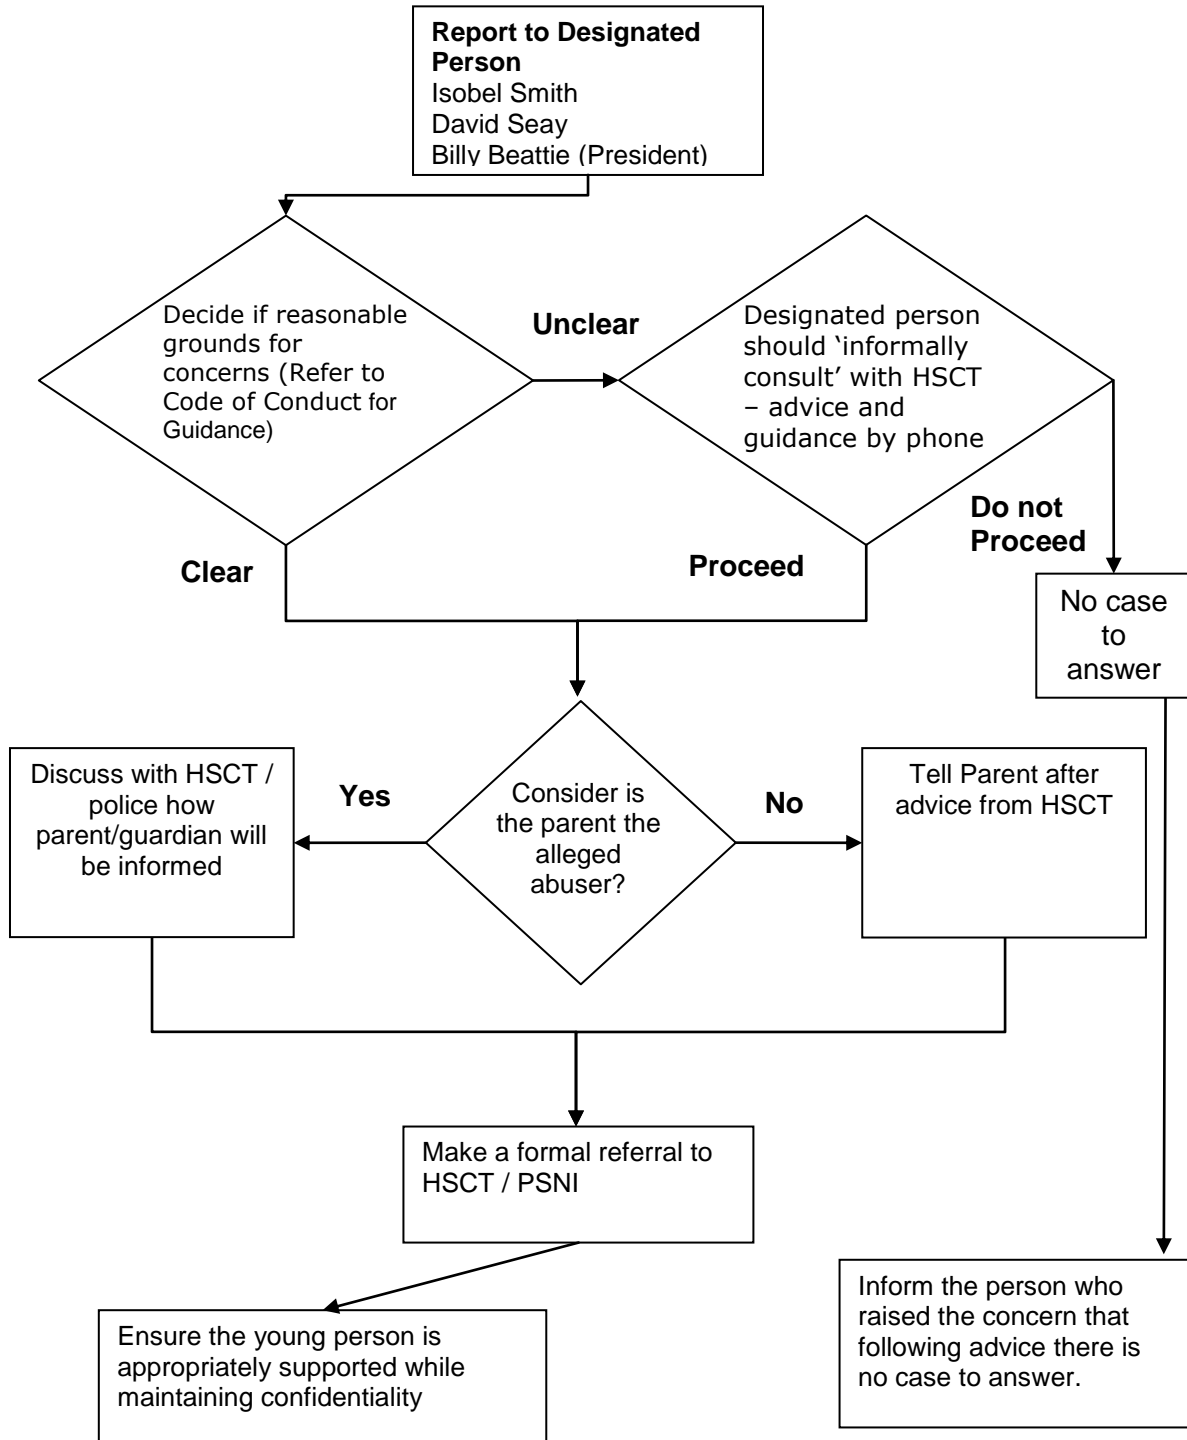 Report to Designated
Person
Isobel Smith
David Seay
Billy Beattie (President)
Decide if reasonable
grounds for
concerns (Refer to
Code of Conduct for
Guidance)
Unclear
Designated person
should ‘informally
consult’ with HSCT
– advice and
guidance by phone
Clear
Proceed
Do not
Proceed
No case
to
answer
Discuss with HSCT /
police how
parent/guardian will
be informed
Yes
Consider is
the parent the
alleged
abuser?
No
Tell Parent after
advice from HSCT
Make a formal referral to
HSCT / PSNI
Ensure the young person is
appropriately supported while
maintaining confidentiality
Inform the person who
raised the concern that
following advice there is
no case to answer.